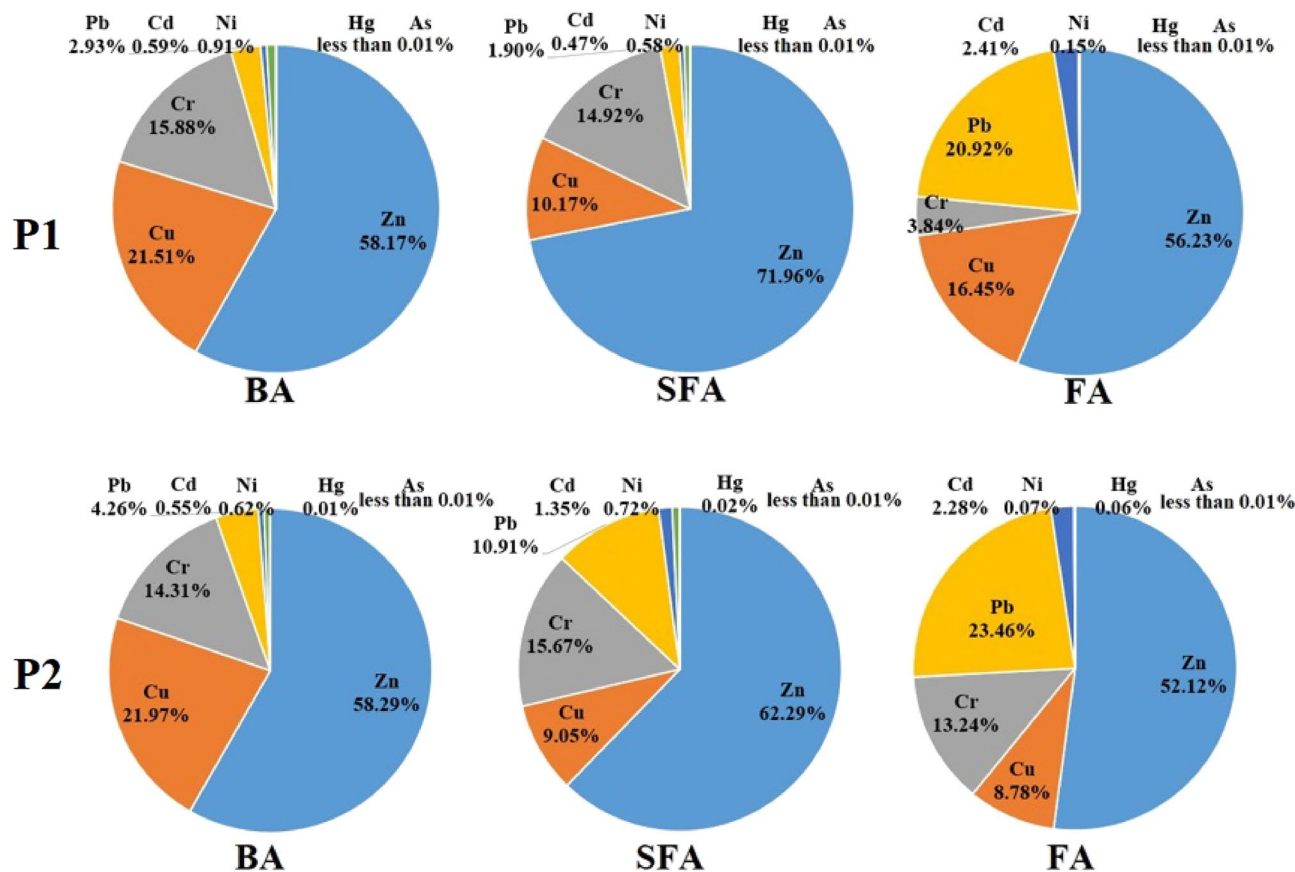 Pb Cd Ni Hg As
2.93% 0.59% 0.91% less than 0.01%
Cr
15.88%
Cu
21.51%
Zn
58.17%
BA
Pb Cd Ni Hg As
1.90% 0.47% 0.58% less than 0.01%
Cr
14.92%
Cu
10.17%
Zn
71.96%
SFA
Cd Ni Hg As
2.41% 0.15% less than 0.01%
Pb
20.92%
Cr
3.84%
Cu
16.45%
Zn
56.23%
FA
P1
Pb Cd Ni Hg As
4.26% 0.55% 0.62% 0.01% less than 0.01%
Cr
14.31%
Cu
21.97%
Zn
58.29%
BA
Cd Ni Hg As
1.35% 0.72% 0.02% less than 0.01%
Pb
10.91%
Cr
15.67%
Cu
9.05%
Zn
62.29%
SFA
Cd Ni Hg As
2.28% 0.07% 0.06% less than 0.01%
Pb
23.46%
Cr
13.24%
Cu
8.78%
Zn
52.12%
FA
P2